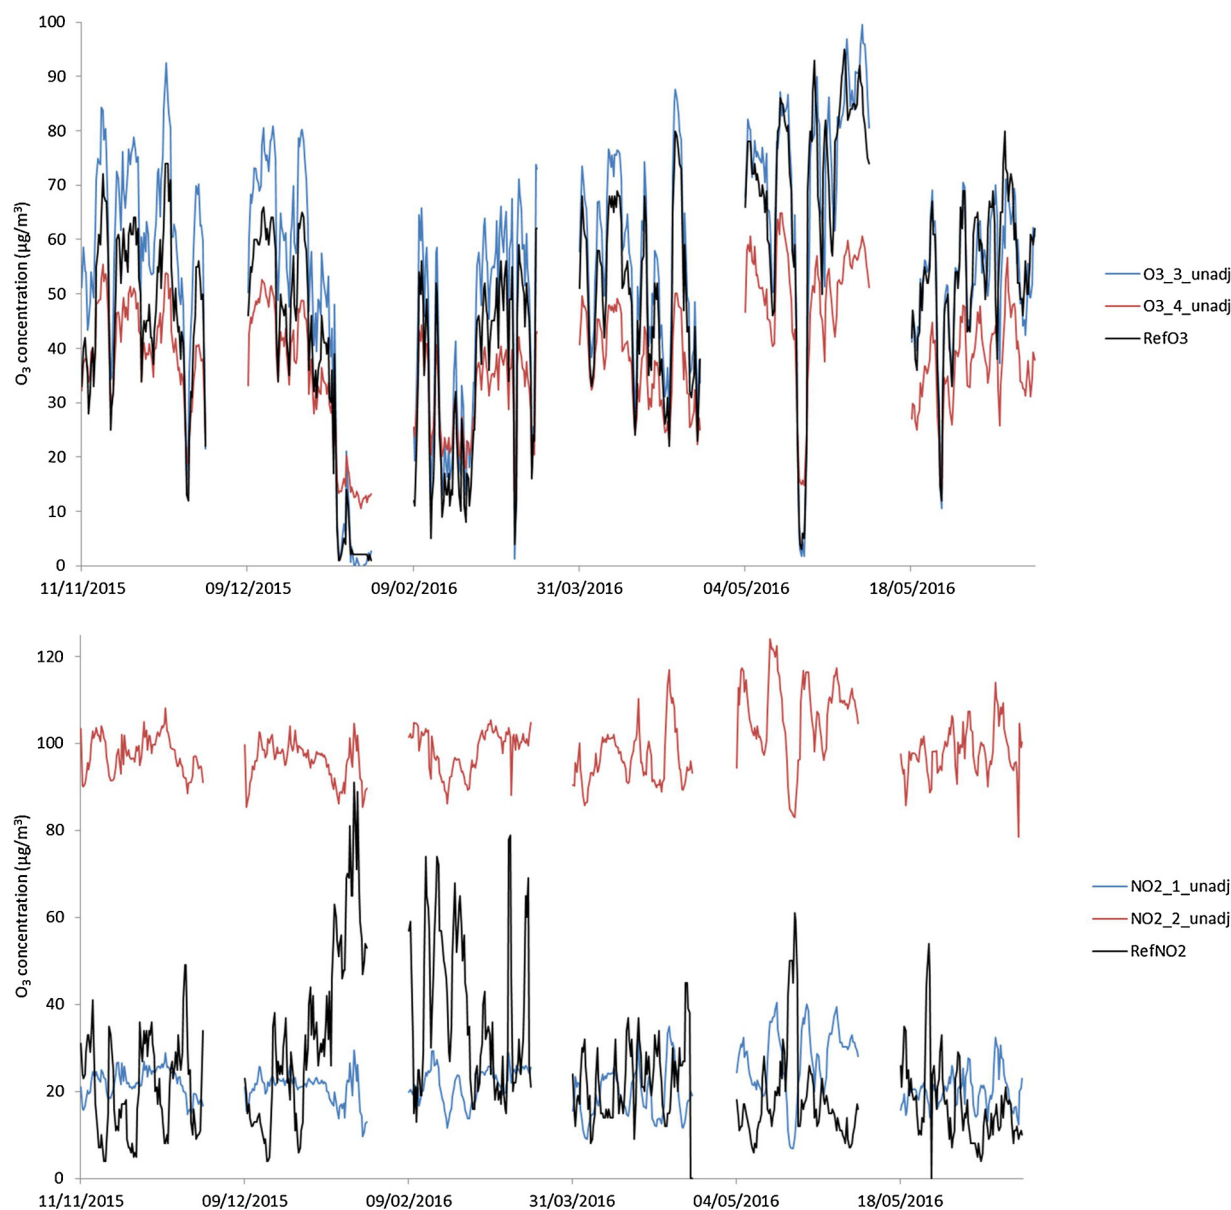 O₃ concentration (µg/m³)
100
90
80
70
60
50
40
30
20
10
0
11/11/2015 09/12/2015 09/02/2016 31/03/2016 04/05/2016 18/05/2016
O3_3_unadj
O3_4_unadj
RefO3
O₃ concentration (µg/m³)
120
100
80
60
40
20
0
11/11/2015 09/12/2015 09/02/2016 31/03/2016 04/05/2016 18/05/2016
NO2_1_unadj
NO2_2_unadj
RefNO2